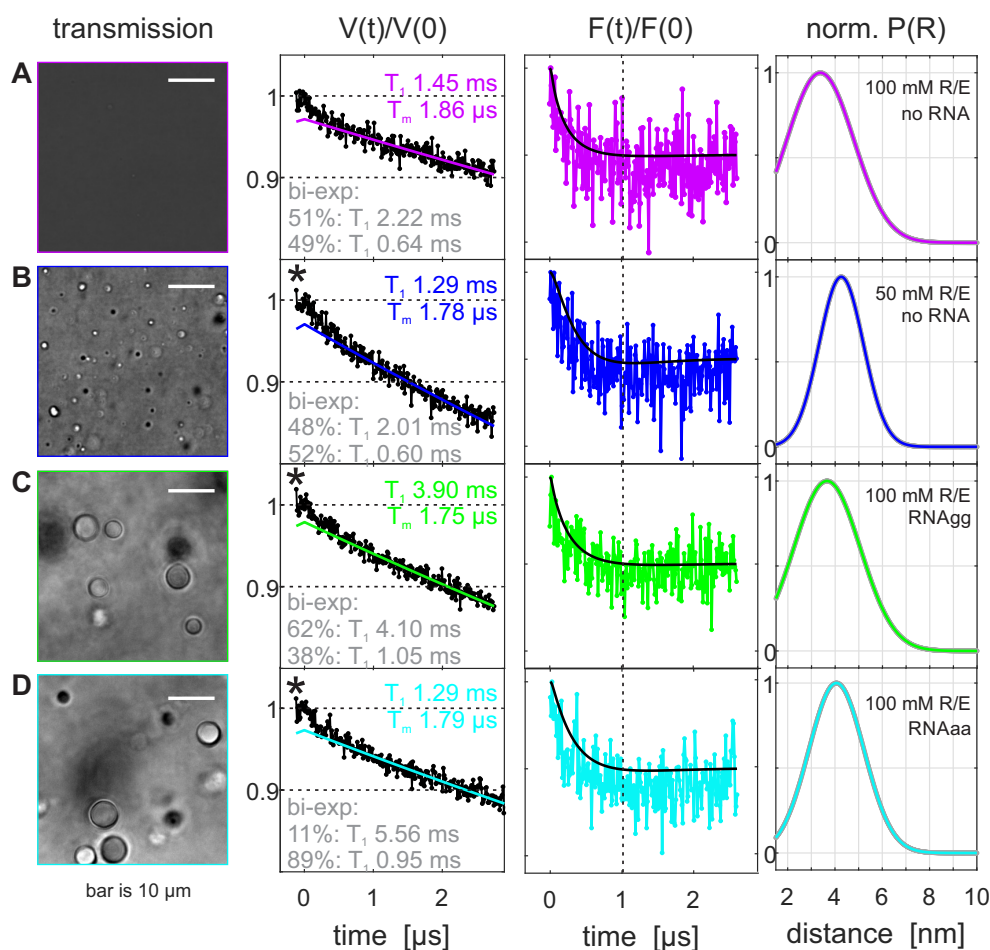 transmission
V(t)/V(0)
F(t)/F(0)
norm. P(R)
A
1
0.9
T₁ 1.45 ms
Tₘ 1.86 µs
bi-exp:
51%: T₁ 2.22 ms
49%: T₁ 0.64 ms
1
0
100 mM R/E
no RNA
B
*
1
0.9
T₁ 1.29 ms
Tₘ 1.78 µs
bi-exp:
48%: T₁ 2.01 ms
52%: T₁ 0.60 ms
1
0
50 mM R/E
no RNA
C
*
1
0.9
T₁ 3.90 ms
Tₘ 1.75 µs
bi-exp:
62%: T₁ 4.10 ms
38%: T₁ 1.05 ms
1
0
100 mM R/E
RNAgg
D
*
1
0.9
T₁ 1.29 ms
Tₘ 1.79 µs
bi-exp:
11%: T₁ 5.56 ms
89%: T₁ 0.95 ms
1
0
100 mM R/E
RNAaa
bar is 10 µm
0 1 2
time [µs]
0 1 2
time [µs]
2 4 6 8 10
distance [nm]